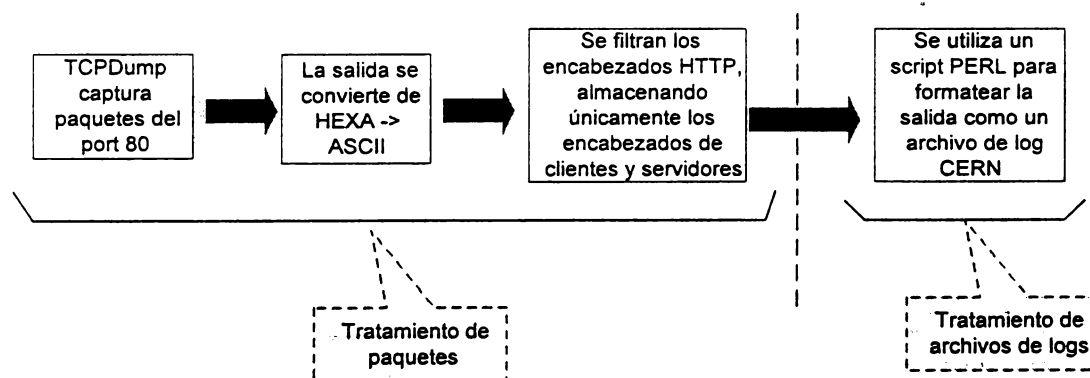 TCPDump
captura
paquetes del
port 80
La salida se
convierte de
HEXA ->
ASCII
Se filtran los
encabezados HTTP,
almacenando
únicamente los
encabezados de
clientes y servidores
Se utiliza un
script PERL para
formatear la
salida como un
archivo de log
CERN
Tratamiento de
paquetes
Tratamiento de
archivos de logs